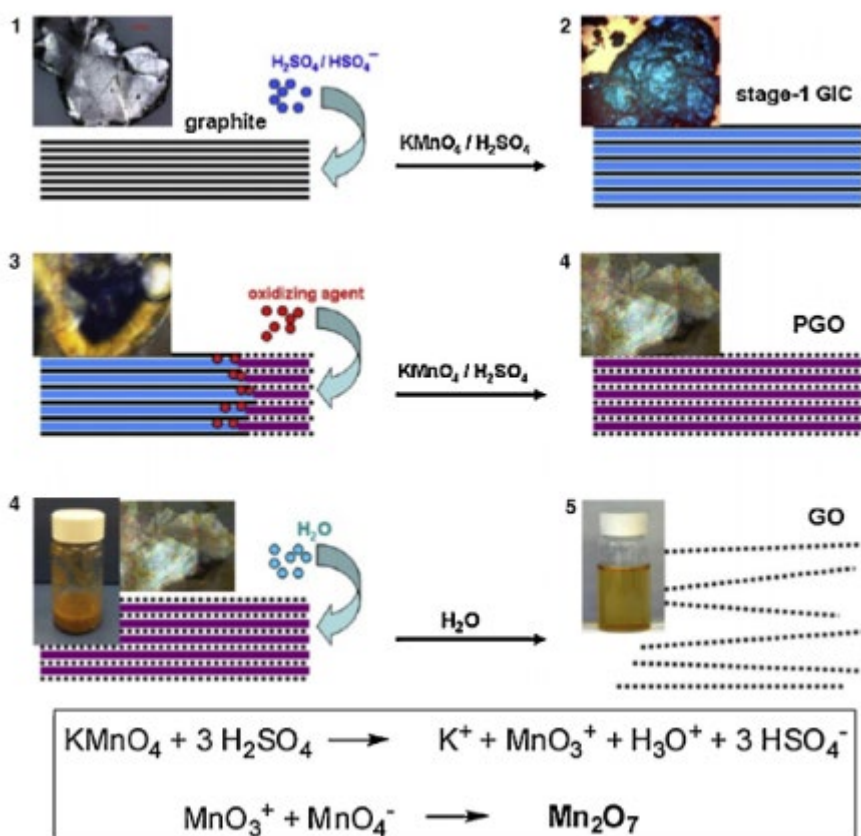 1
H₂SO₄ / HSO₄⁻
graphite
KMnO₄ / H₂SO₄
2
stage-1 GIC
3
oxidizing agent
KMnO₄ / H₂SO₄
4
PGO
4
H₂O
H₂O
5
GO
KMnO₄ + 3 H₂SO₄ ⟶ K⁺ + MnO₃⁺ + H₃O⁺ + 3 HSO₄⁻
MnO₃⁺ + MnO₄⁻ ⟶ Mn₂O₇